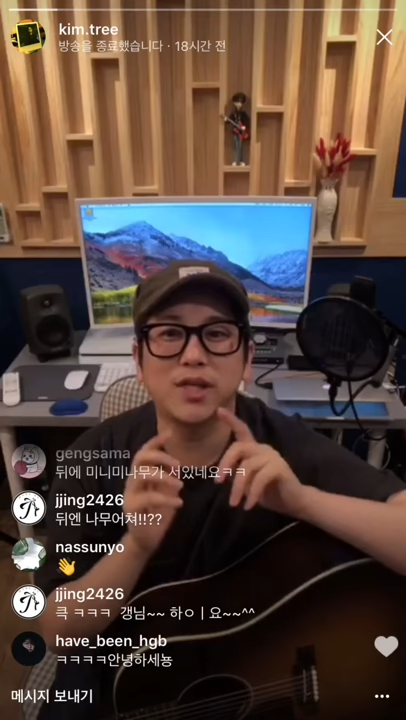 kim.tree
방송을 종료했습니다 · 18시간 전
gengsama
뒤에 미니미나무가 서있네요ㅋㅋ
jjing2426
뒤엔 나무어쳐!!??
nassunyo
👋
jjing2426
큭 ㅋㅋㅋ 갱님~~ 하ㅇㅣ요~~^^
have_been_hgb
ㅋㅋㅋㅋ안녕하세뇽
메시지 보내기